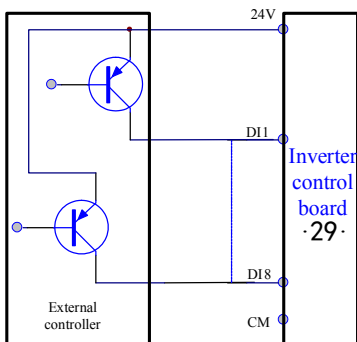 24V
DI1
Inverter
control
board
·29·
DI8
External
controller
CM